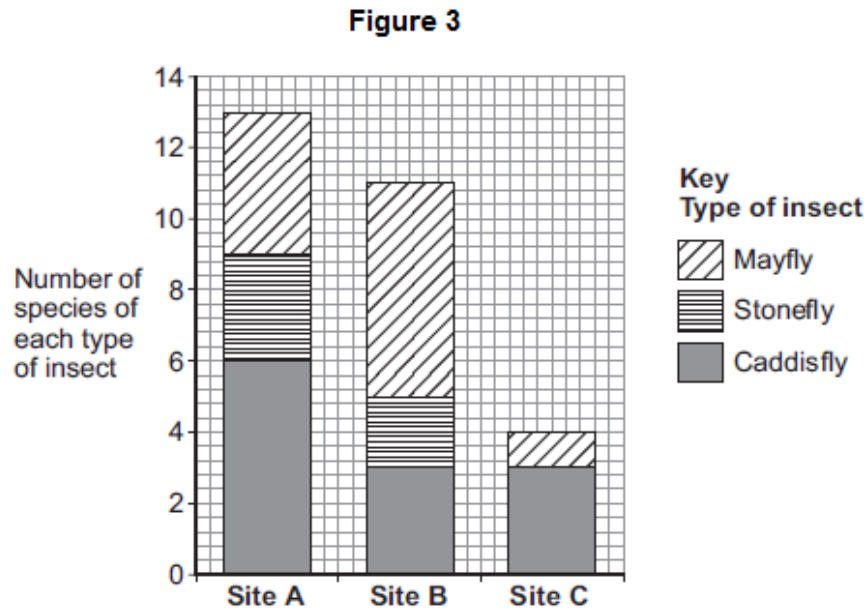 Figure 3
14
12
10
8
6
4
2
0
Number of
species of
each type
of insect
Site A
Site B
Site C
Key
Type of insect
Mayfly
Stonefly
Caddisfly